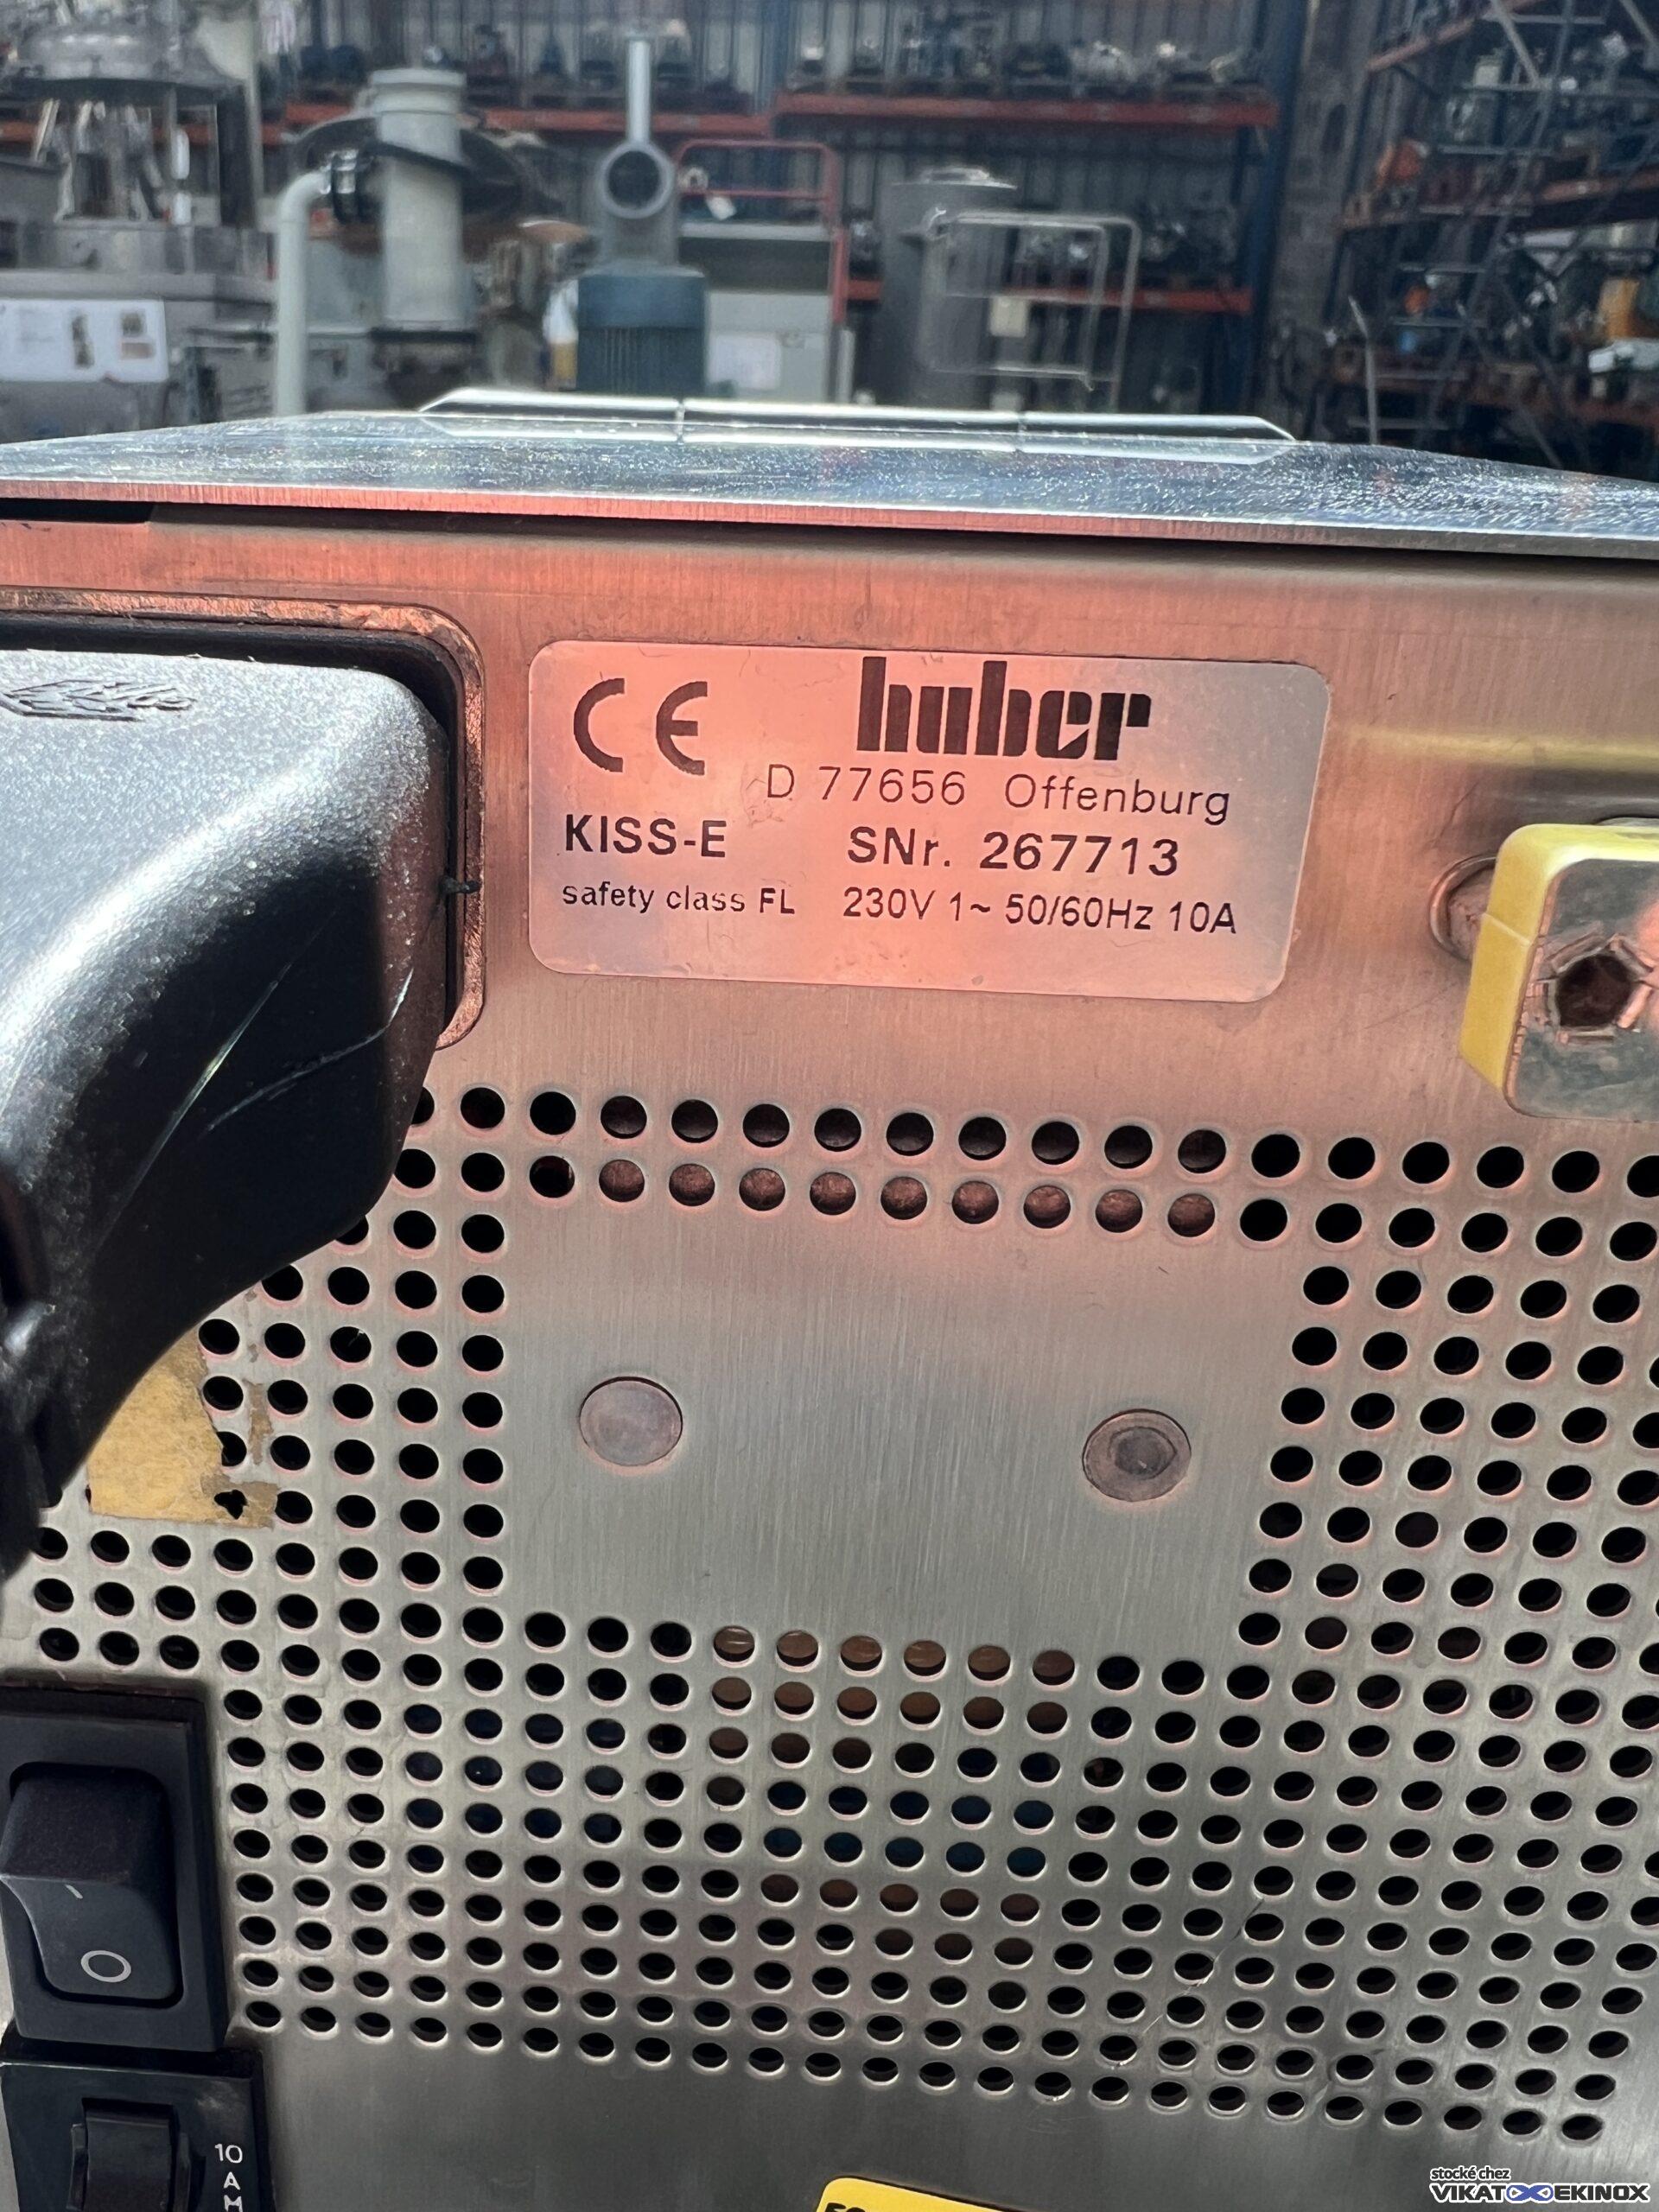 CE huber
D 77656 Offenburg
KISS-E SNr. 267713
safety class FL 230V 1~ 50/60Hz 10A
10
A
M
stocké chez
VIKAT EKINOX